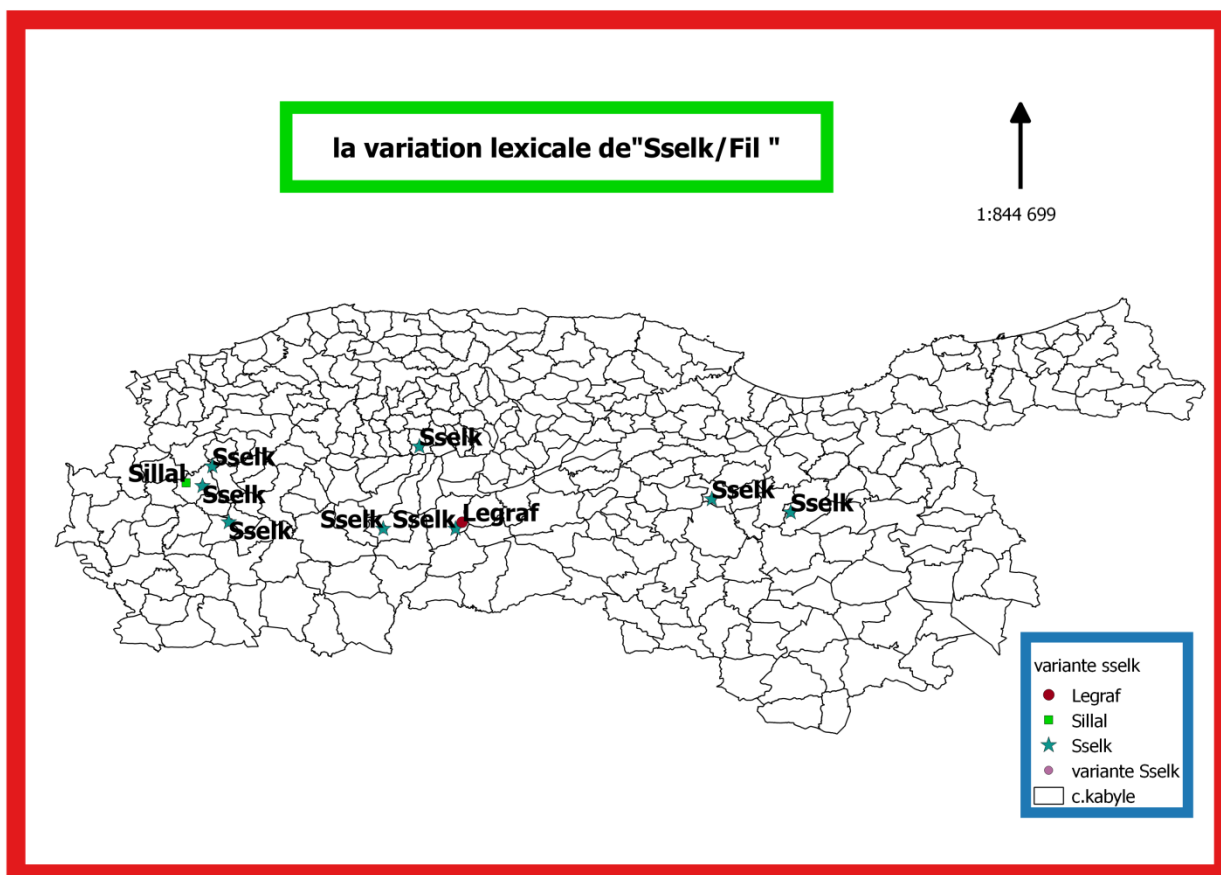 la variation lexicale de"Sselk/Fil "
1:844 699
Sselk
Sselk
Sillal
Sselk
Sselk
Sselk
Sselk
Legraf
Sselk
Sselk
variante sselk
Legraf
Sillal
Sselk
variante Sselk
c.kabyle